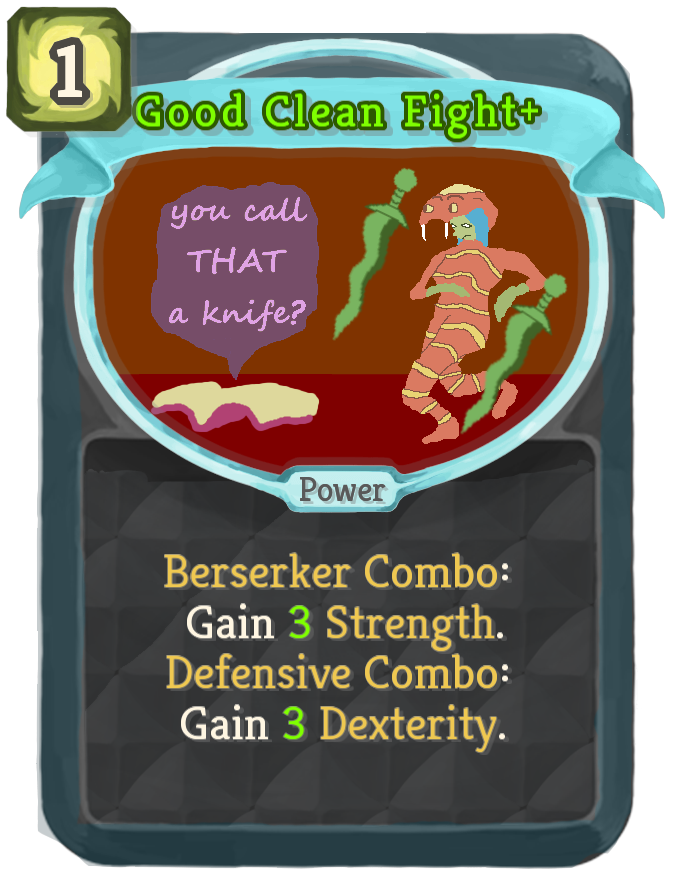 1
Good Clean Fight+
you call
THAT
a knife?
Power
Berserker Combo:
Gain 3 Strength.
Defensive Combo:
Gain 3 Dexterity.